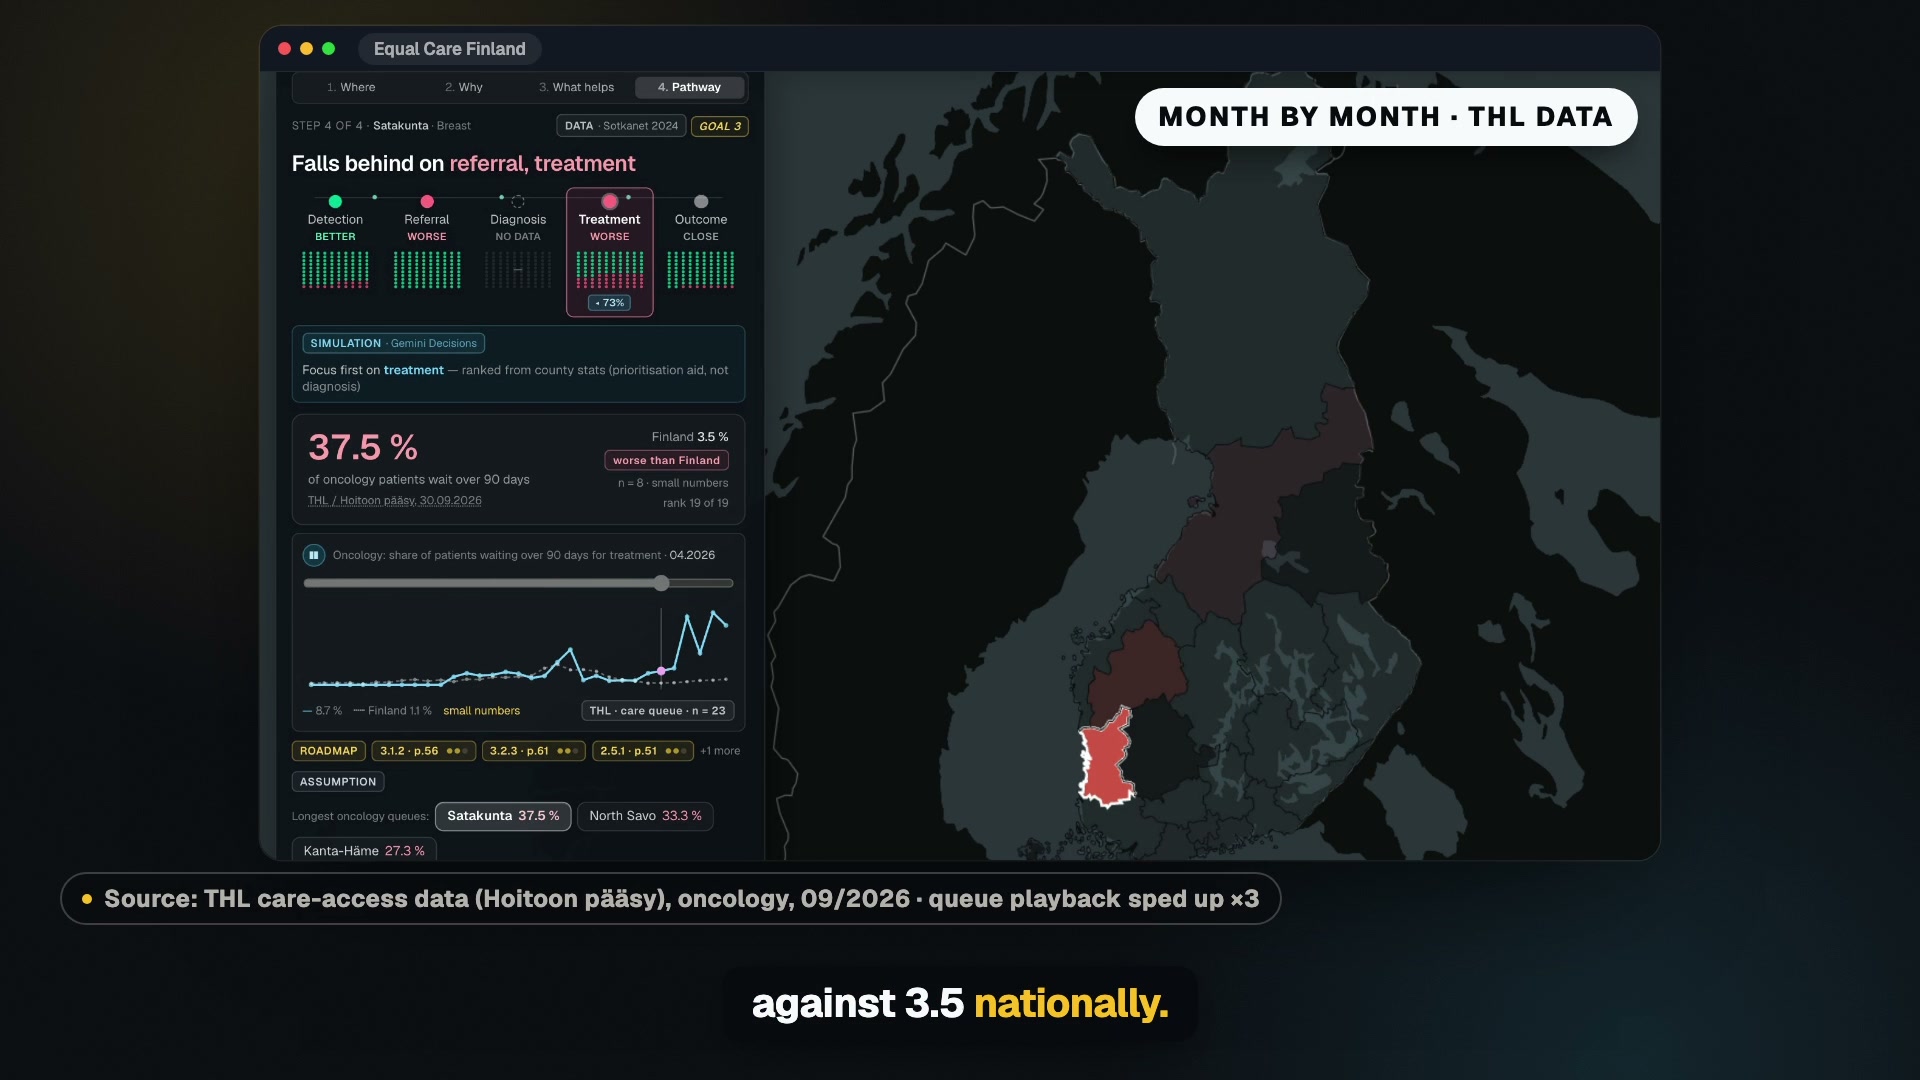 Equal Care Finland
MONTH BY MONTH · THL DATA
1. Where 2. Why 3. What helps 4. Pathway
STEP 4 OF 4 · Satakunta · Breast DATA · Sotkanet 2024 GOAL 3
Falls behind on referral, treatment
Detection Referral Diagnosis Treatment Outcome
BETTER WORSE NO DATA WORSE CLOSE
73%
SIMULATION · Gemini Decisions
Focus first on treatment — ranked from county stats (prioritisation aid, not
diagnosis)
37.5 %
Finland 3.5 %
worse than Finland
of oncology patients wait over 90 days
n = 8 · small numbers
THL / Hoitoon pääsy, 30.09.2026
rank 19 of 19
Oncology: share of patients waiting over 90 days for treatment · 04.2026
8.7 % Finland 1.1 % small numbers THL · care queue · n = 23
ROADMAP 3.1.2 · p.56 3.2.3 · p.61 2.5.1 · p.51 +1 more
ASSUMPTION
Longest oncology queues: Satakunta 37.5 % North Savo 33.3 %
Kanta-Häme 27.3 %
Source: THL care-access data (Hoitoon pääsy), oncology, 09/2026 · queue playback sped up ×3
against 3.5 nationally.